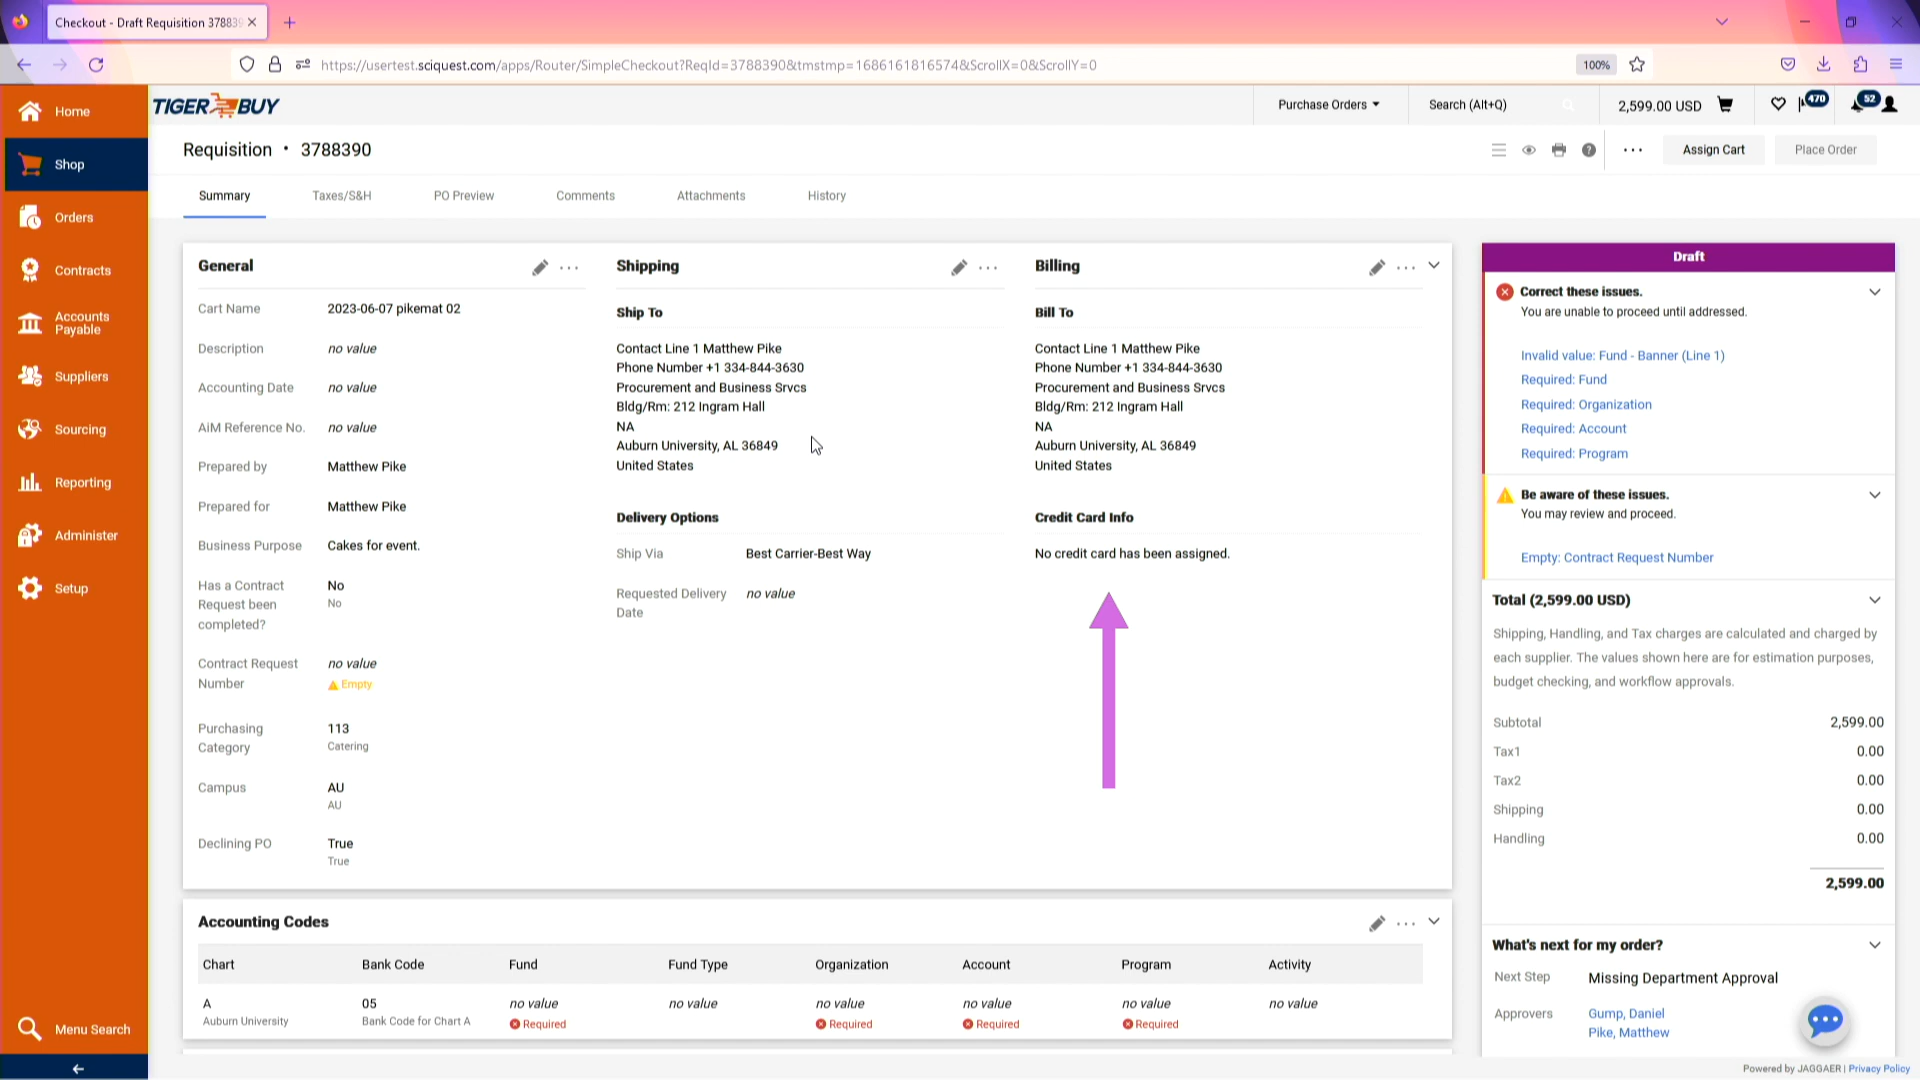 Checkout - Draft Requisition 37883
https://usertest.sciquest.com/apps/Router/SimpleCheckout?ReqId=3788390&tmstmp=1686161816574&ScrollX=0&ScrollY=0
100%
Home
Shop
Orders
Contracts
Accounts
Payable
Suppliers
Sourcing
Reporting
Administer
Setup
Menu Search
TIGER BUY
Purchase Orders
Search (Alt+Q)
2,599.00 USD
470
52
Requisition • 3788390
Assign Cart
Place Order
Summary
Taxes/S&H
PO Preview
Comments
Attachments
History
General
Cart Name 2023-06-07 pikemat 02
Description no value
Accounting Date no value
AiM Reference No. no value
Prepared by Matthew Pike
Prepared for Matthew Pike
Business Purpose Cakes for event.
Has a Contract No
Request been No
completed?
Contract Request no value
Number Empty
Purchasing 113
Category Catering
Campus AU
AU
Declining PO True
True
Shipping
Ship To
Contact Line 1 Matthew Pike
Phone Number +1 334-844-3630
Procurement and Business Srvcs
Bldg/Rm: 212 Ingram Hall
NA
Auburn University, AL 36849
United States
Delivery Options
Ship Via Best Carrier-Best Way
Requested Delivery no value
Date
Billing
Bill To
Contact Line 1 Matthew Pike
Phone Number +1 334-844-3630
Procurement and Business Srvcs
Bldg/Rm: 212 Ingram Hall
NA
Auburn University, AL 36849
United States
Credit Card Info
No credit card has been assigned.
Accounting Codes
Chart Bank Code Fund Fund Type Organization Account Program Activity
A 05 no value no value no value no value no value no value
Auburn University Bank Code for Chart A Required Required Required Required
Draft
Correct these issues.
You are unable to proceed until addressed.
Invalid value: Fund - Banner (Line 1)
Required: Fund
Required: Organization
Required: Account
Required: Program
Be aware of these issues.
You may review and proceed.
Empty: Contract Request Number
Total (2,599.00 USD)
Shipping, Handling, and Tax charges are calculated and charged by
each supplier. The values shown here are for estimation purposes,
budget checking, and workflow approvals.
Subtotal 2,599.00
Tax1 0.00
Tax2 0.00
Shipping 0.00
Handling 0.00
2,599.00
What's next for my order?
Next Step Missing Department Approval
Approvers Gump, Daniel
Pike, Matthew
Powered by JAGGAER | Privacy Policy